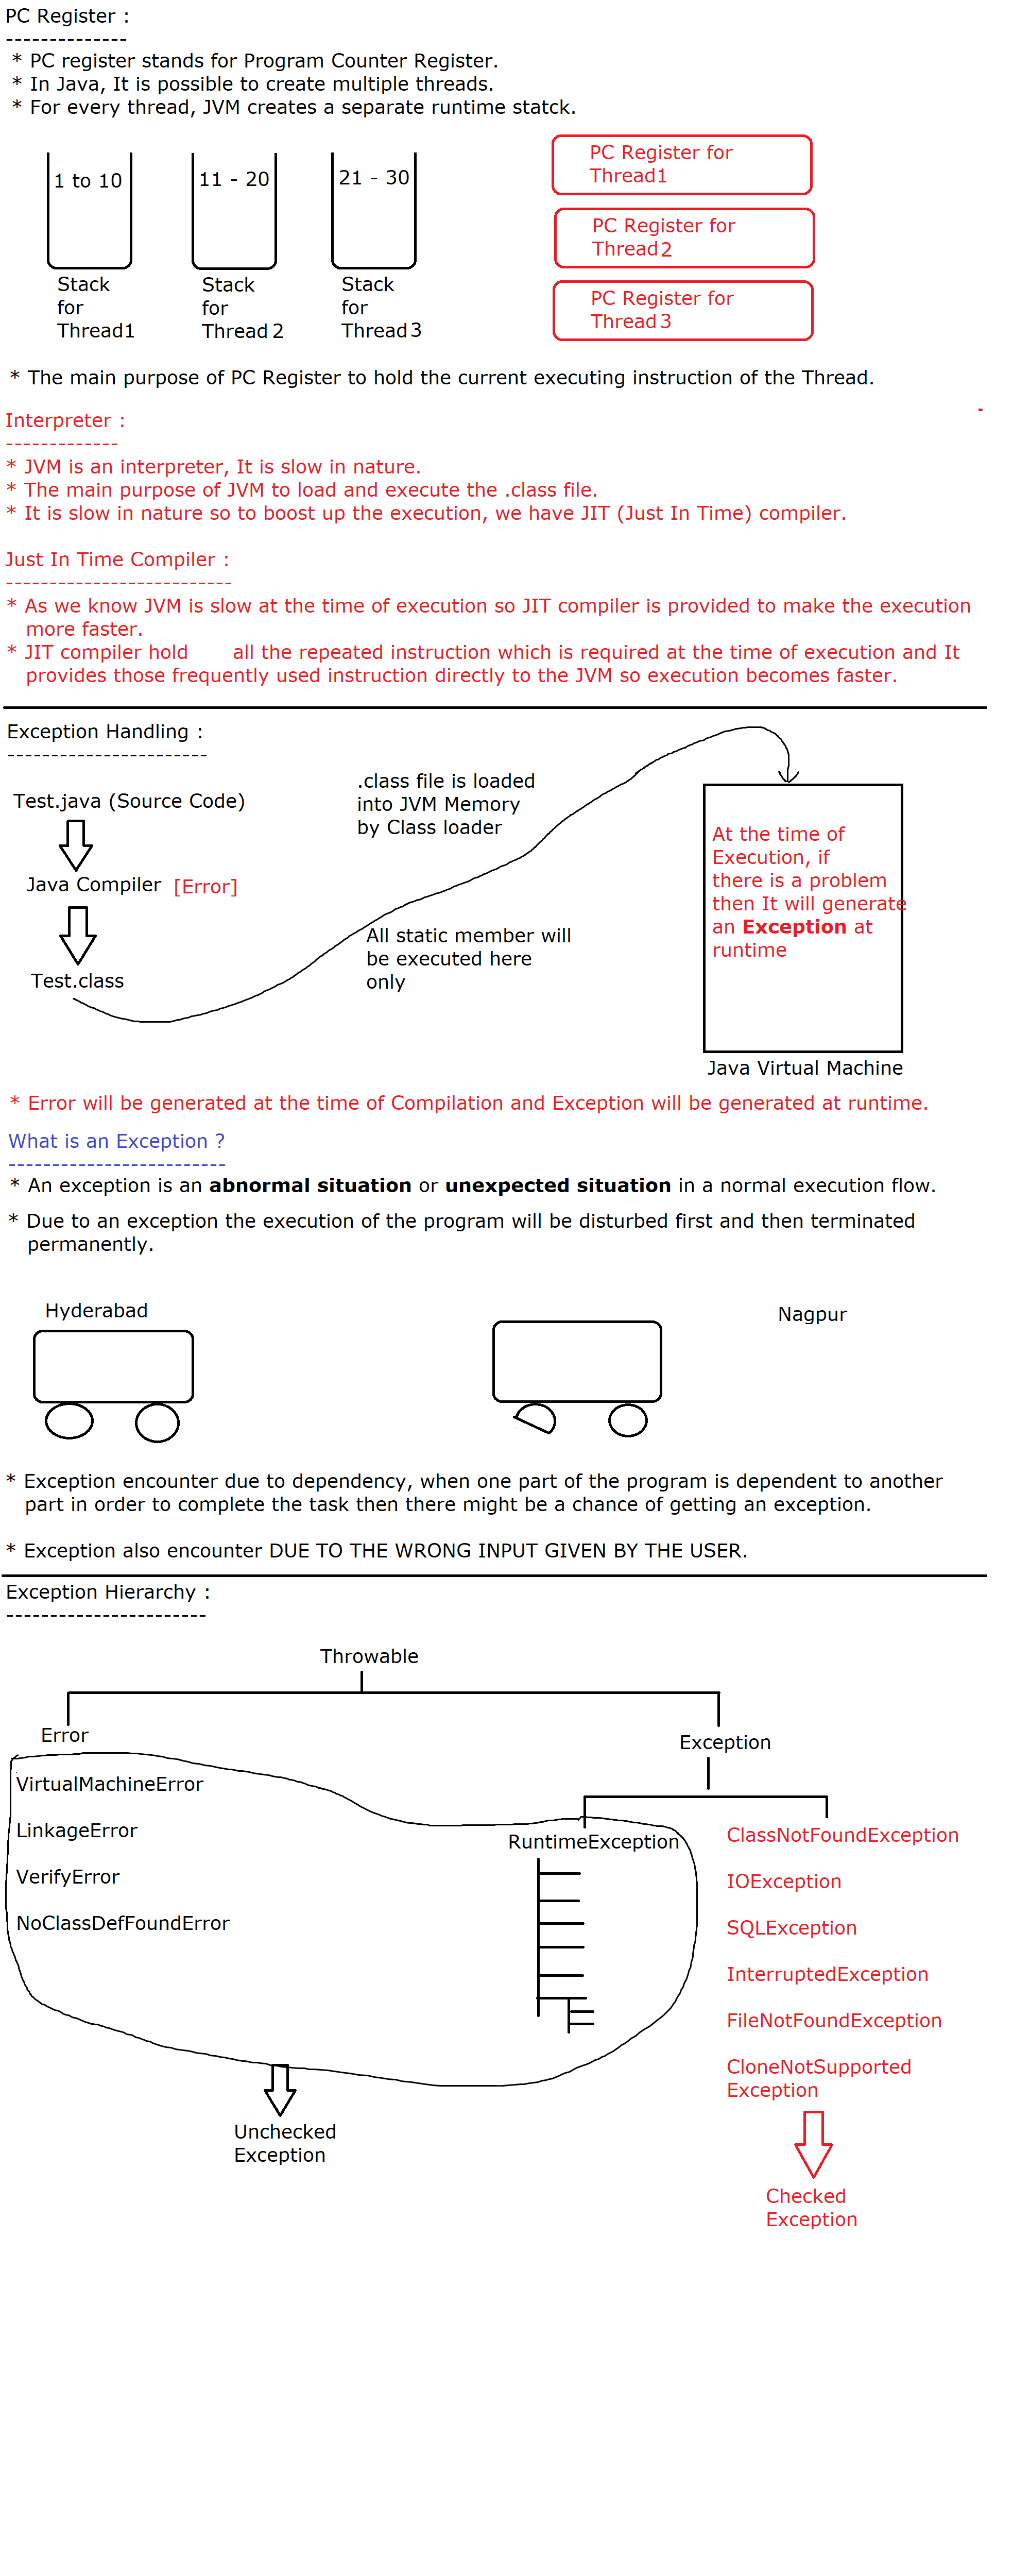 PC Register :
--------------
* PC register stands for Program Counter Register.
* In Java, It is possible to create multiple threads.
* For every thread, JVM creates a separate runtime statck.
1 to 10
11 - 20
21 - 30
Stack
for
Thread1
Stack
for
Thread 2
Stack
for
Thread 3
PC Register for
Thread1
PC Register for
Thread 2
PC Register for
Thread 3
* The main purpose of PC Register to hold the current executing instruction of the Thread.
Interpreter :
-------------
* JVM is an interpreter, It is slow in nature.
* The main purpose of JVM to load and execute the .class file.
* It is slow in nature so to boost up the execution, we have JIT (Just In Time) compiler.
Just In Time Compiler :
--------------------------
* As we know JVM is slow at the time of execution so JIT compiler is provided to make the execution
more faster.
* JIT compiler hold all the repeated instruction which is required at the time of execution and It
provides those frequently used instruction directly to the JVM so execution becomes faster.
Exception Handling :
-----------------------
Test.java (Source Code)
Java Compiler [Error]
Test.class
.class file is loaded
into JVM Memory
by Class loader
All static member will
be executed here
only
At the time of
Execution, if
there is a problem
then It will generate
an Exception at
runtime
Java Virtual Machine
* Error will be generated at the time of Compilation and Exception will be generated at runtime.
What is an Exception ?
-------------------------
* An exception is an abnormal situation or unexpected situation in a normal execution flow.
* Due to an exception the execution of the program will be disturbed first and then terminated
permanently.
Hyderabad
Nagpur
* Exception encounter due to dependency, when one part of the program is dependent to another
part in order to complete the task then there might be a chance of getting an exception.
* Exception also encounter DUE TO THE WRONG INPUT GIVEN BY THE USER.
Exception Hierarchy :
-----------------------
Throwable
Error
Exception
VirtualMachineError
LinkageError
VerifyError
NoClassDefFoundError
RuntimeException
ClassNotFoundException
IOException
SQLException
InterruptedException
FileNotFoundException
CloneNotSupported
Exception
Unchecked
Exception
Checked
Exception